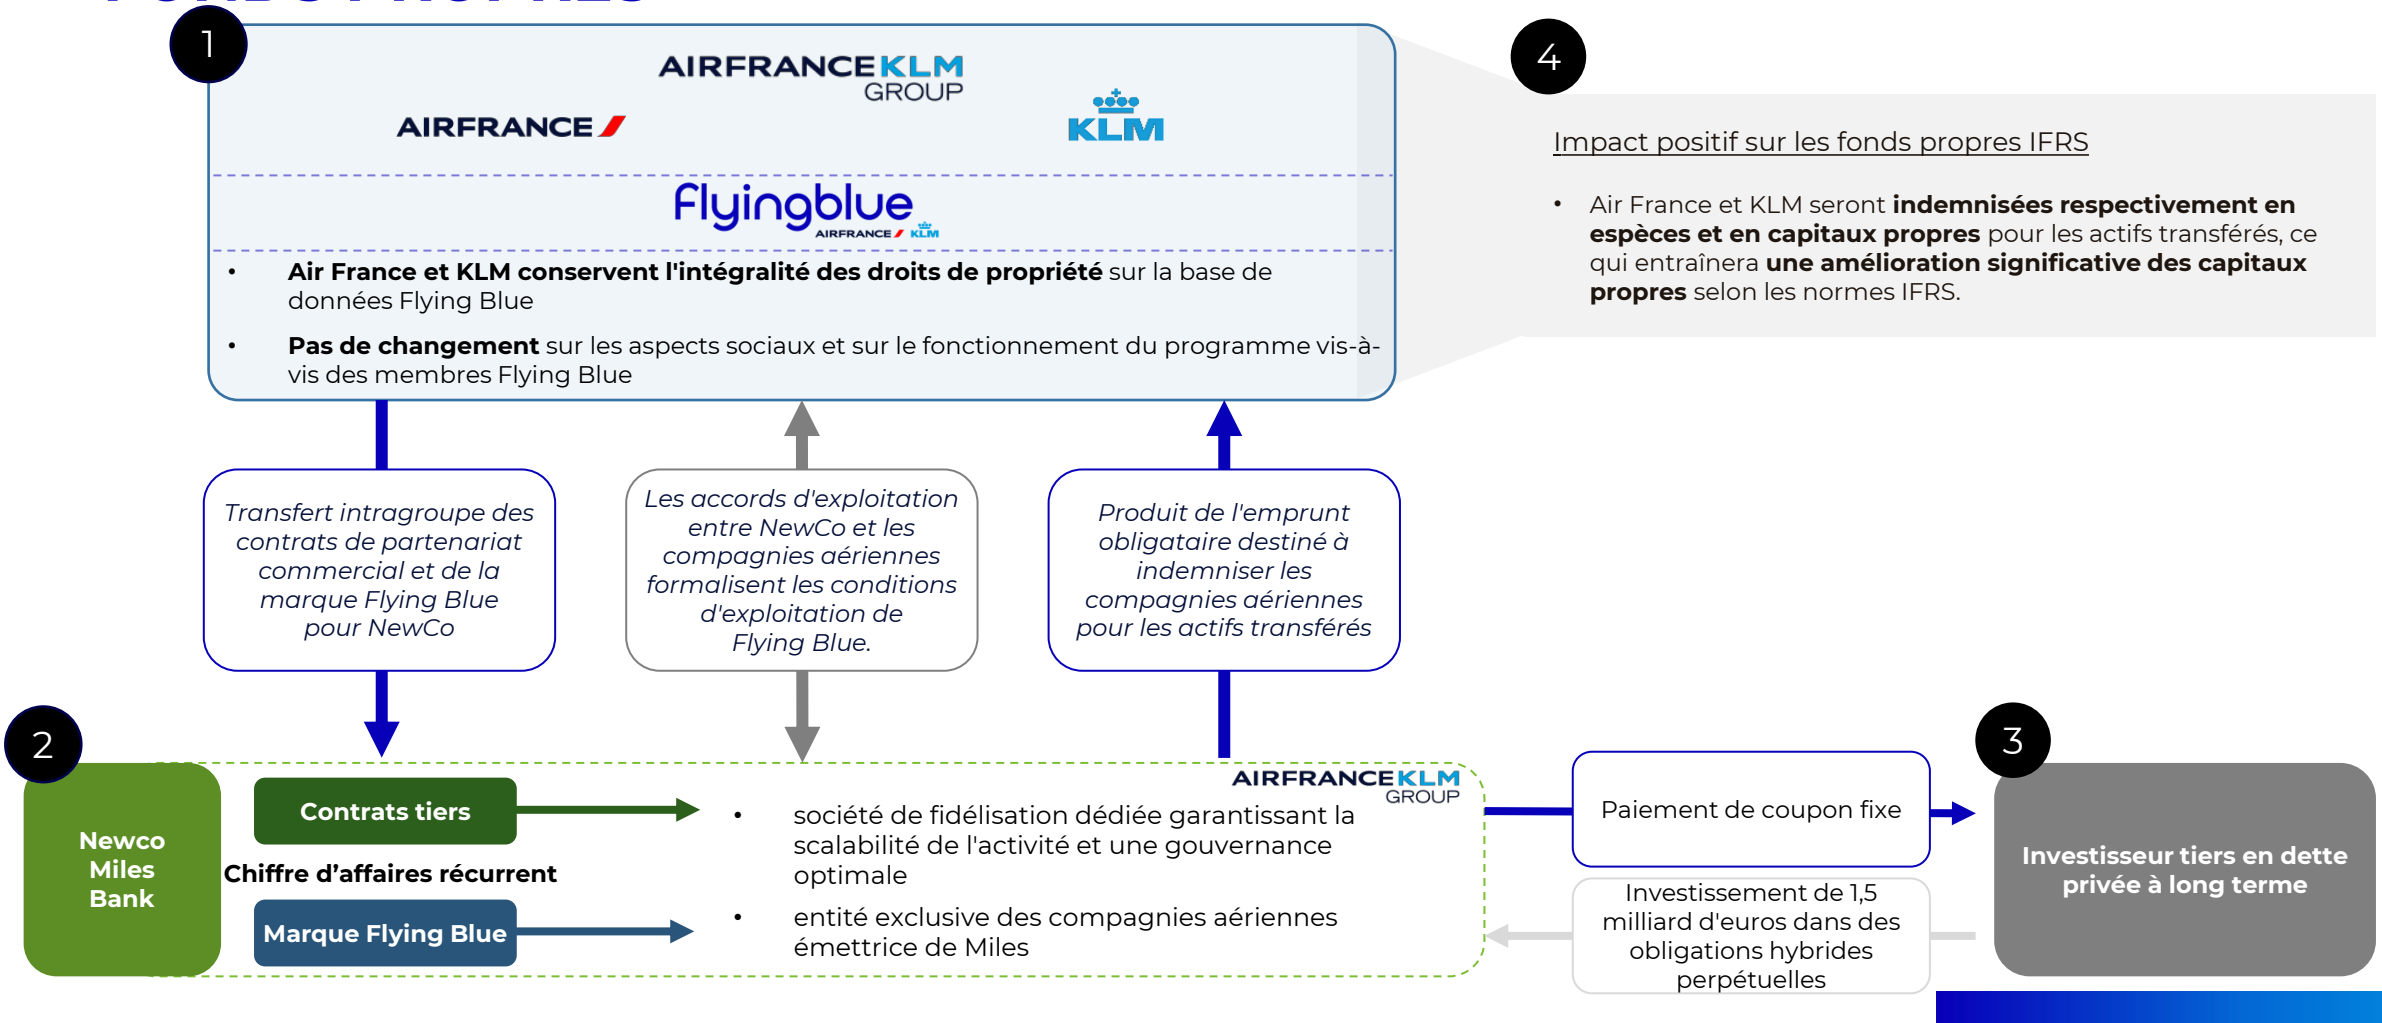 1
AIRFRANCE KLM
GROUP
AIRFRANCE
KLM
Flyingblue
AIRFRANCE KLM
• Air France et KLM conservent l'intégralité des droits de propriété sur la base de
données Flying Blue
• Pas de changement sur les aspects sociaux et sur le fonctionnement du programme vis-à-
vis des membres Flying Blue
4
Impact positif sur les fonds propres IFRS
• Air France et KLM seront indemnisées respectivement en
espèces et en capitaux propres pour les actifs transférés, ce
qui entraînera une amélioration significative des capitaux
propres selon les normes IFRS.
Transfert intragroupe des
contrats de partenariat
commercial et de la
marque Flying Blue
pour NewCo
Les accords d'exploitation
entre NewCo et les
compagnies aériennes
formalisent les conditions
d'exploitation de
Flying Blue.
Produit de l'emprunt
obligataire destiné à
indemniser les
compagnies aériennes
pour les actifs transférés
2
Newco
Miles
Bank
Contrats tiers
Chiffre d’affaires récurrent
Marque Flying Blue
AIRFRANCE KLM
GROUP
• société de fidélisation dédiée garantissant la
scalabilité de l'activité et une gouvernance
optimale
• entité exclusive des compagnies aériennes
émettrice de Miles
Paiement de coupon fixe
Investissement de 1,5
milliard d'euros dans des
obligations hybrides
perpétuelles
3
Investisseur tiers en dette
privée à long terme